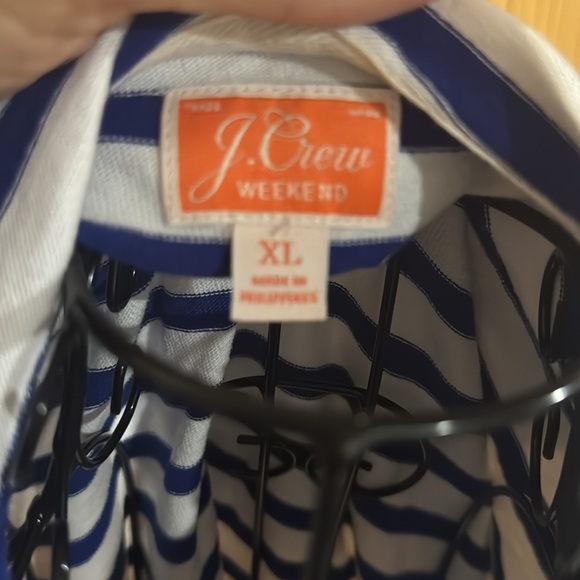 J.Crew
WEEKEND
XL
MADE IN
PHILIPPINES